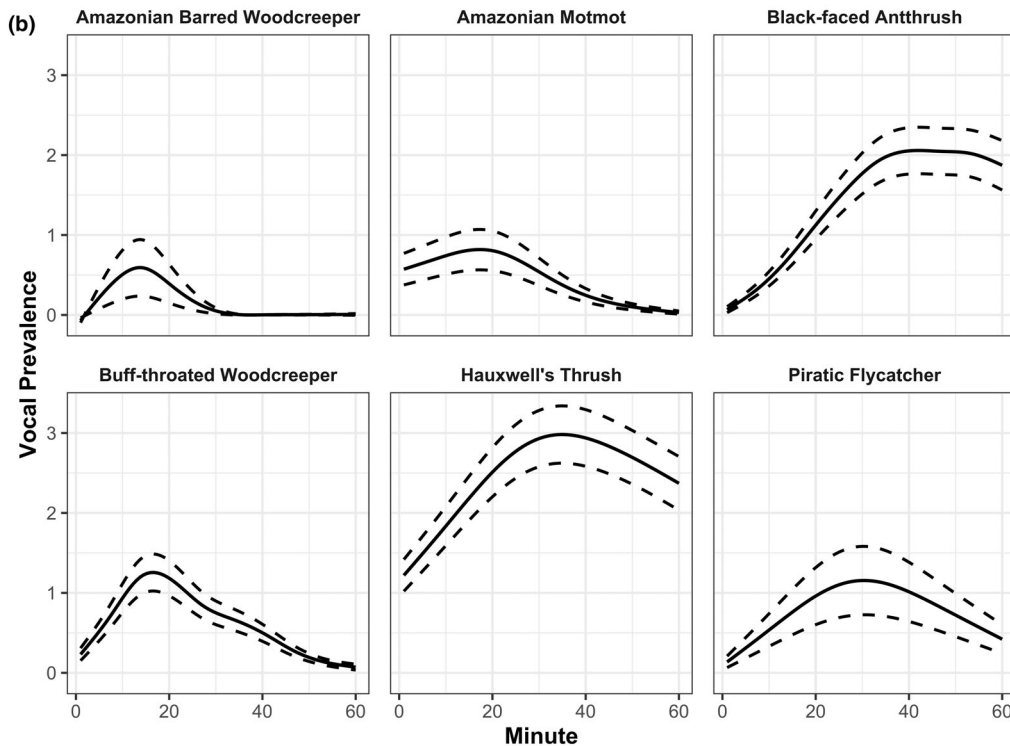 (b)
Amazonian Barred Woodcreeper
Amazonian Motmot
Black-faced Antthrush
3
2
1
0
Buff-throated Woodcreeper
Hauxwell's Thrush
Piratic Flycatcher
3
2
1
0
Vocal Prevalence
0 20 40 60
0 20 40 60
0 20 40 60
Minute